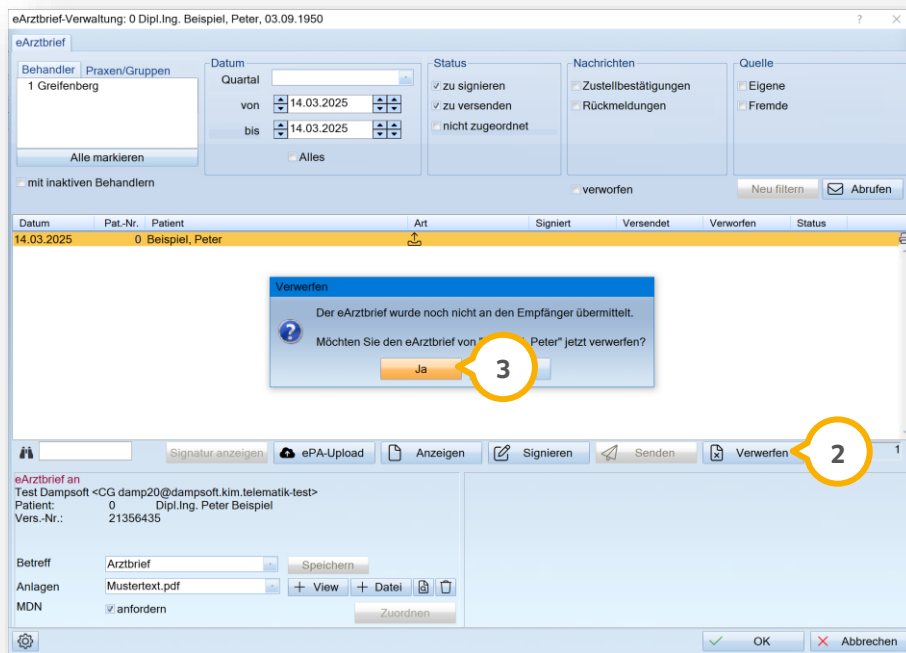 eArztbrief-Verwaltung: 0 Dipl.Ing. Beispiel, Peter, 03.09.1950
eArztbrief
Behandler Praxen/Gruppen
1 Greifenberg
Alle markieren
mit inaktiven Behandlern
Datum
Quartal
von 14.03.2025
bis 14.03.2025
Alles
Status
zu signieren
zu versenden
nicht zugeordnet
Nachrichten
Zustellbestätigungen
Rückmeldungen
verworfen
Quelle
Eigene
Fremde
Neu filtern Abrufen
Datum Pat.-Nr. Patient Art Signiert Versendet Verworfen Status
14.03.2025 0 Beispiel, Peter
Verwerfen
Der eArztbrief wurde noch nicht an den Empfänger übermittelt.
Möchten Sie den eArztbrief von Peter" jetzt verwerfen?
Ja
3
Signatur anzeigen ePA-Upload Anzeigen Signieren Senden Verwerfen 2 1
eArztbrief an
Test Dampsoft <CG damp20@dampsoft.kim.telematik-test>
Patient: 0 Dipl.Ing. Peter Beispiel
Vers.-Nr.: 21356435
Betreff Arztbrief Speichern
Anlagen Mustertext.pdf + View + Datei
MDN anfordern Zuordnen
OK Abbrechen